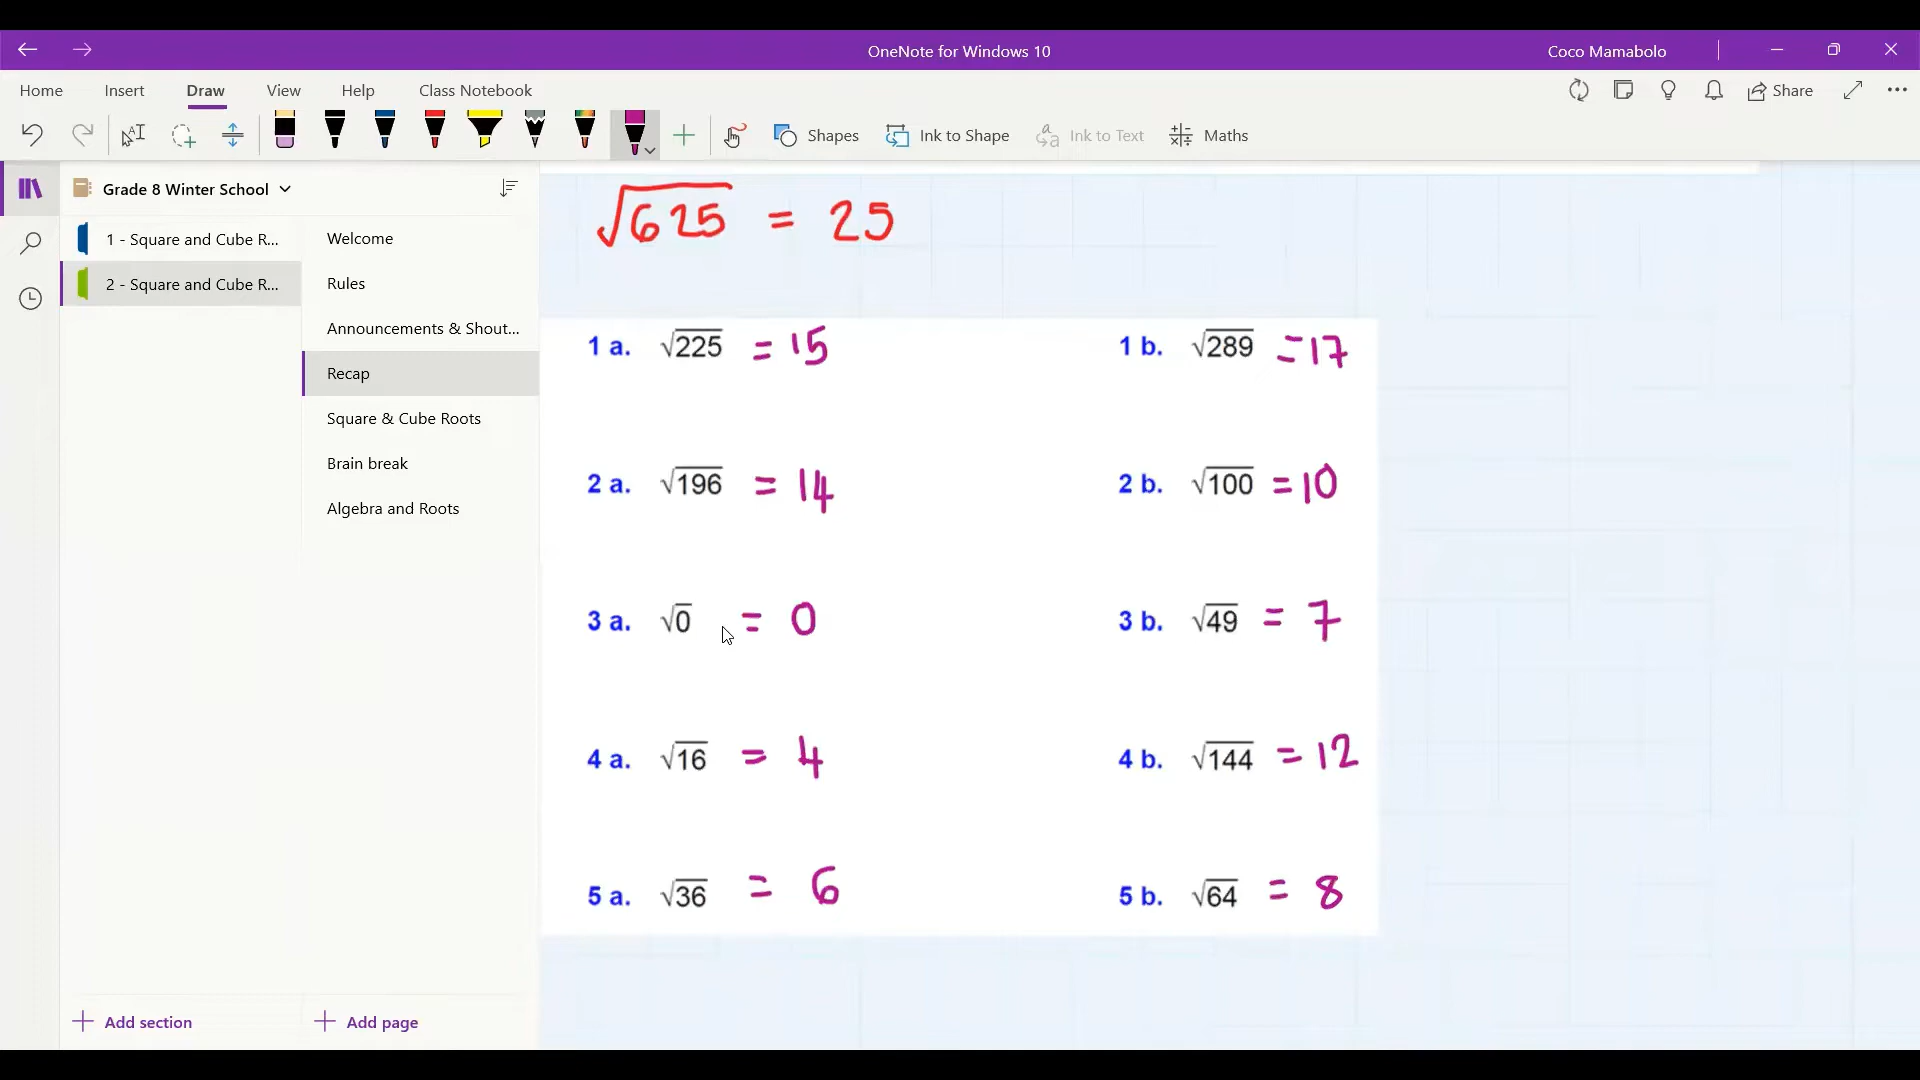 OneNote for Windows 10
Coco Mamabolo
Home Insert Draw View Help Class Notebook
Share
Shapes Ink to Shape Ink to Text Maths
Grade 8 Winter School
1 - Square and Cube R...
2 - Square and Cube R...
Welcome
Rules
Announcements & Shout...
Recap
Square & Cube Roots
Brain break
Algebra and Roots
Add section
Add page
√625 = 25
1 a. √225 = 15
1 b. √289 = 17
2 a. √196 = 14
2 b. √100 = 10
3 a. √0 = 0
3 b. √49 = 7
4 a. √16 = 4
4 b. √144 = 12
5 a. √36 = 6
5 b. √64 = 8